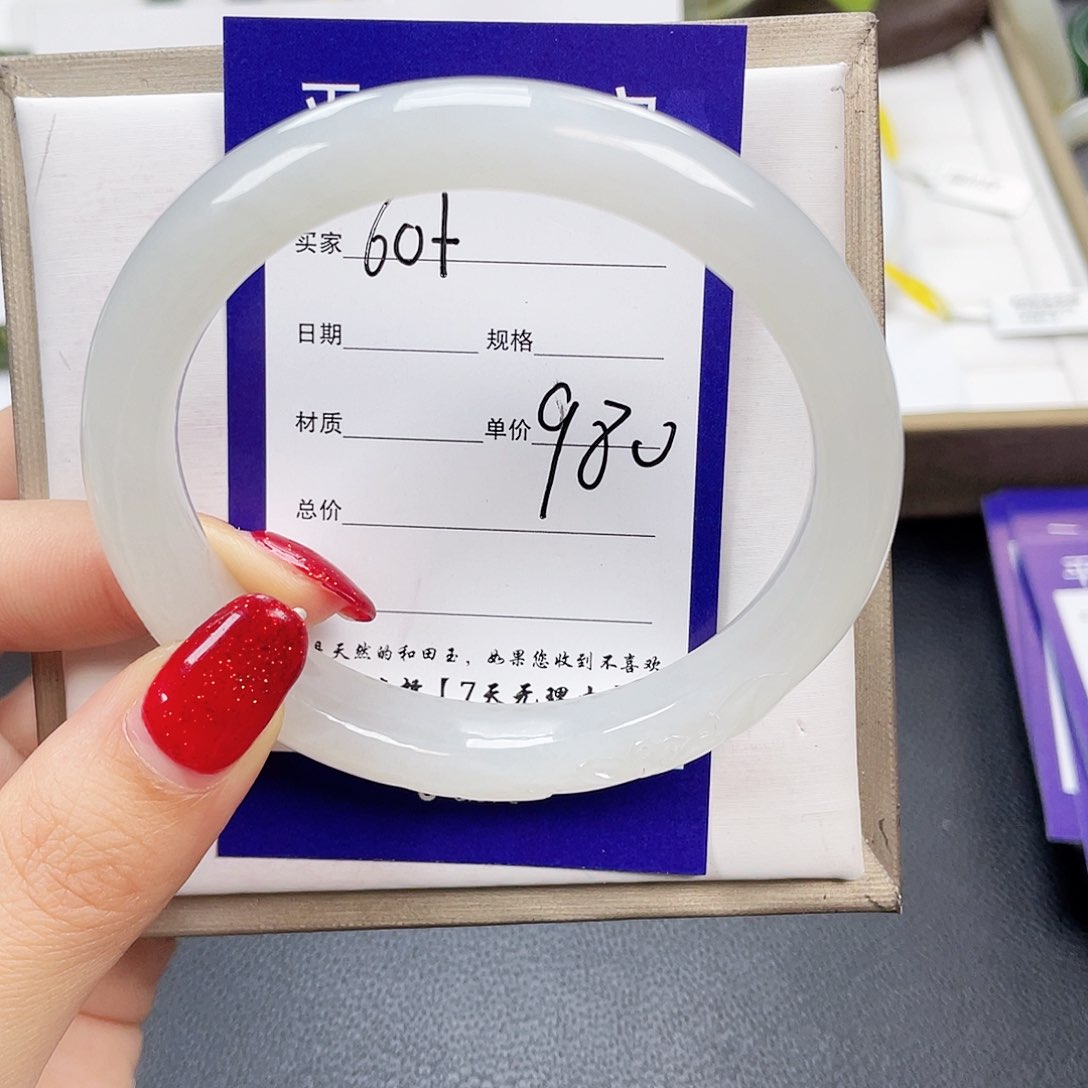 买家 60+
日期 规格
材质 单价 980
总价
天然的和田玉，如果您收到不喜欢
【7天无理